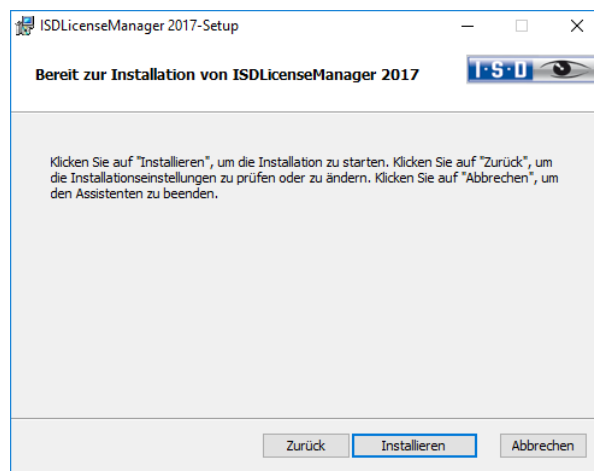 ISDLicenseManager 2017-Setup
Bereit zur Installation von ISDLicenseManager 2017
I·S·D
Klicken Sie auf "Installieren", um die Installation zu starten. Klicken Sie auf "Zurück", um
die Installationseinstellungen zu prüfen oder zu ändern. Klicken Sie auf "Abbrechen", um
den Assistenten zu beenden.
Zurück
Installieren
Abbrechen